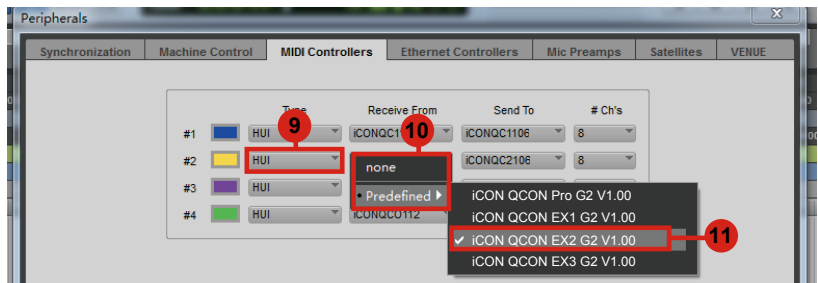 Peripherals
Synchronization Machine Control MIDI Controllers Ethernet Controllers Mic Preamps Satellites VENUE
Type Receive From Send To # Ch's
9 10
#1 HUI iCONQC1 iCONQC1106 8
#2 HUI none iCONQC2106 8
#3 HUI • Predefined iCON QCON Pro G2 V1.00
#4 HUI iCONQC0112 iCON QCON EX1 G2 V1.00
✓ iCON QCON EX2 G2 V1.00 11
iCON QCON EX3 G2 V1.00